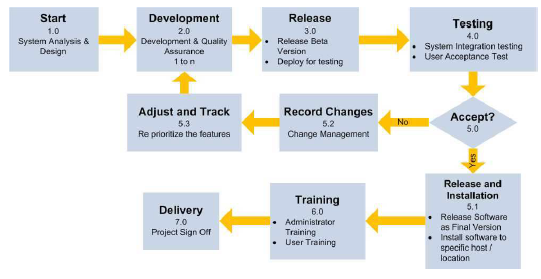 Start
1.0
System Analysis &
Design
Development
2.0
Development & Quality
Assurance
1 to n
Release
3.0
• Release Beta
Version
• Deploy for testing
Testing
4.0
• System Integration testing
• User Acceptance Test
Adjust and Track
5.3
Re prioritize the features
Record Changes
5.2
Change Management
No
Accept?
5.0
Yes
Release and
Installation
5.1
• Release Software
as Final Version
• Install software to
specific host /
location
Training
6.0
• Administrator
Training
• User Training
Delivery
7.0
Project Sign Off